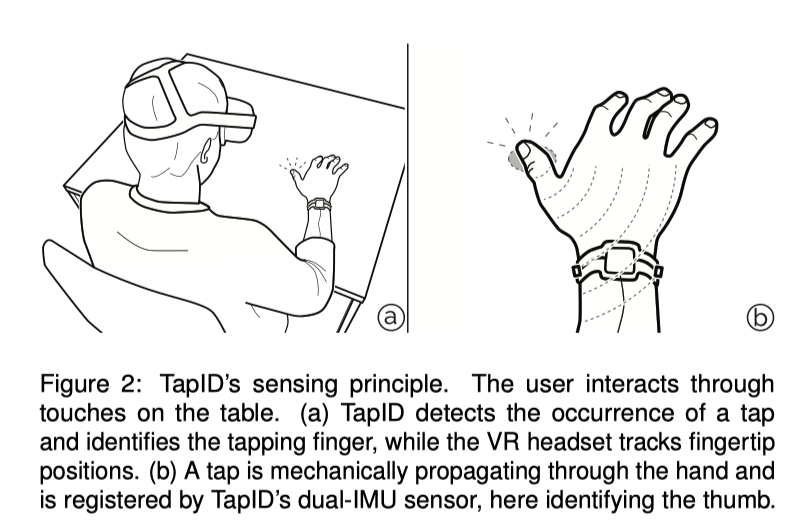 ⓐ
ⓑ
Figure 2: TapID's sensing principle. The user interacts through
touches on the table. (a) TapID detects the occurrence of a tap
and identifies the tapping finger, while the VR headset tracks fingertip
positions. (b) A tap is mechanically propagating through the hand and
is registered by TapID's dual-IMU sensor, here identifying the thumb.